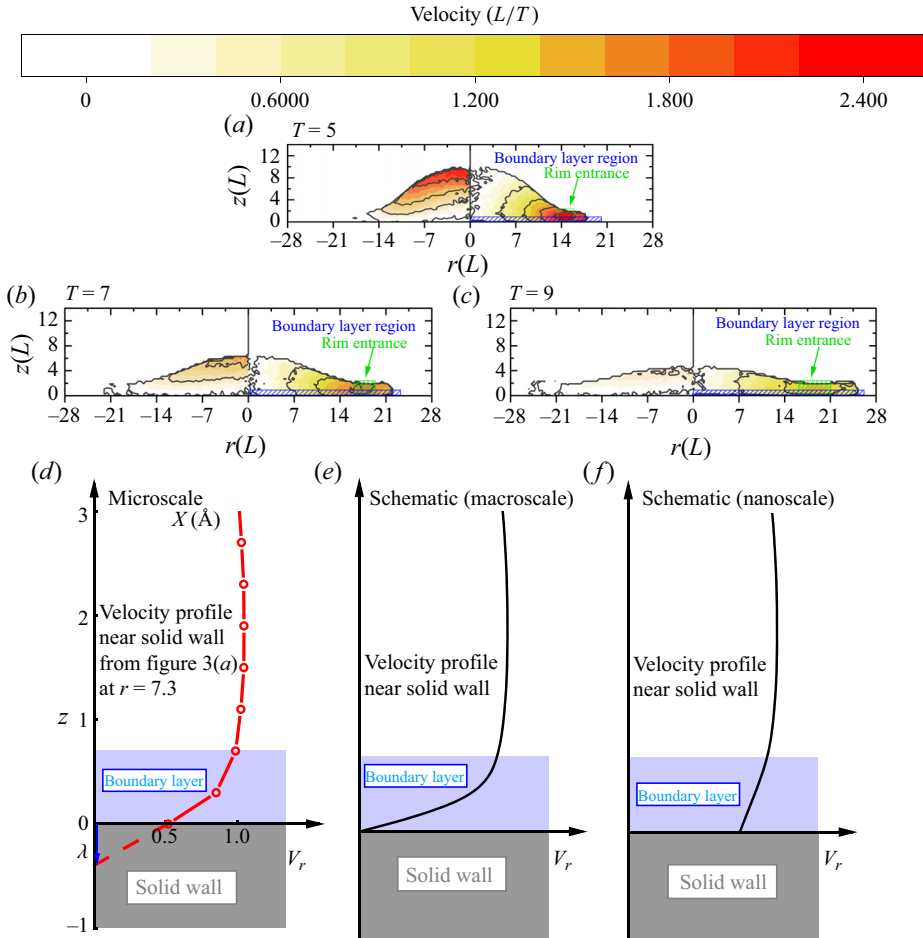 Velocity (L/T)
0 0.6000 1.200 1.800 2.400
(a) T = 5
z(L)
12
8
4
0
Boundary layer region
Rim entrance
–28 –21 –14 –7 0 7 14 21 28
r(L)
(b) T = 7
z(L)
12
8
4
0
Boundary layer region
Rim entrance
–28 –21 –14 –7 0 7 14 21 28
r(L)
(c) T = 9
12
8
4
0
Boundary layer region
Rim entrance
–28 –21 –14 –7 0 7 14 21 28
r(L)
(d) Microscale
X (Å)
3
Velocity profile
near solid wall
from figure 3(a)
at r = 7.3
2
z
1
Boundary layer
0
0.5 1.0
λ
V_r
Solid wall
–1
(e) Schematic (macroscale)
Velocity profile
near solid wall
Boundary layer
V_r
Solid wall
(f) Schematic (nanoscale)
Velocity profile
near solid wall
Boundary layer
V_r
Solid wall